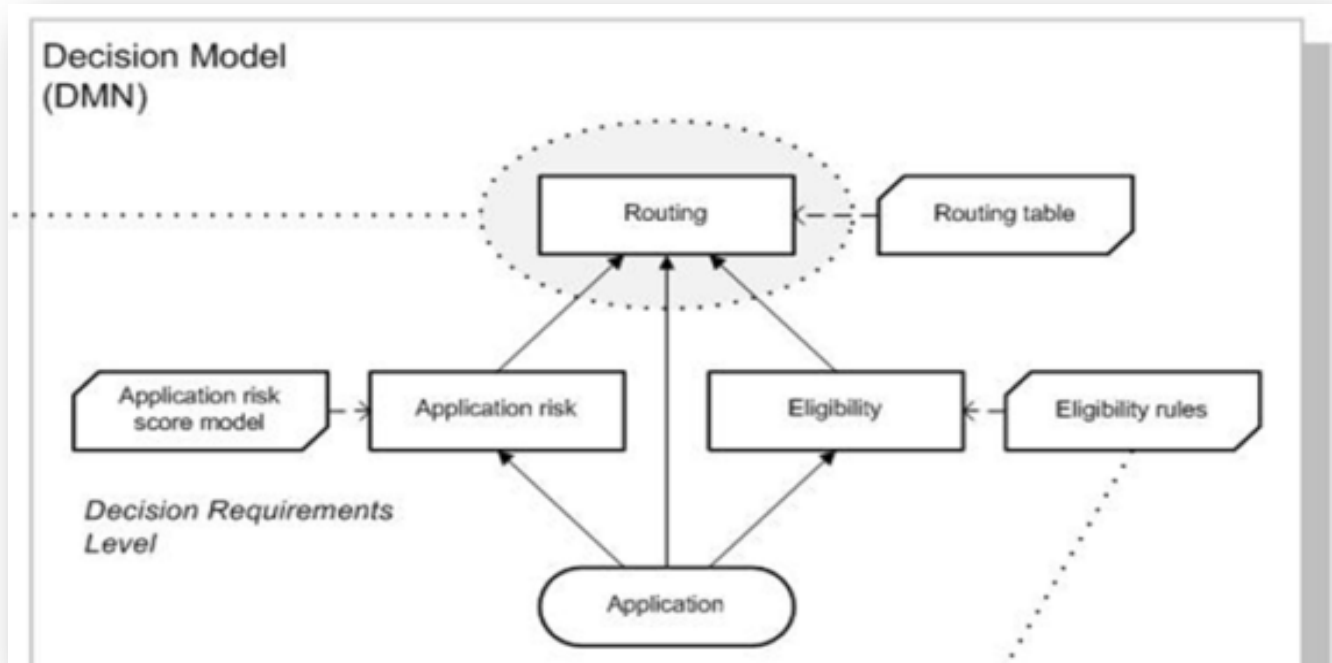 Decision Model
(DMN)
Routing
Routing table
Application risk
score model
Application risk
Eligibility
Eligibility rules
Decision Requirements
Level
Application